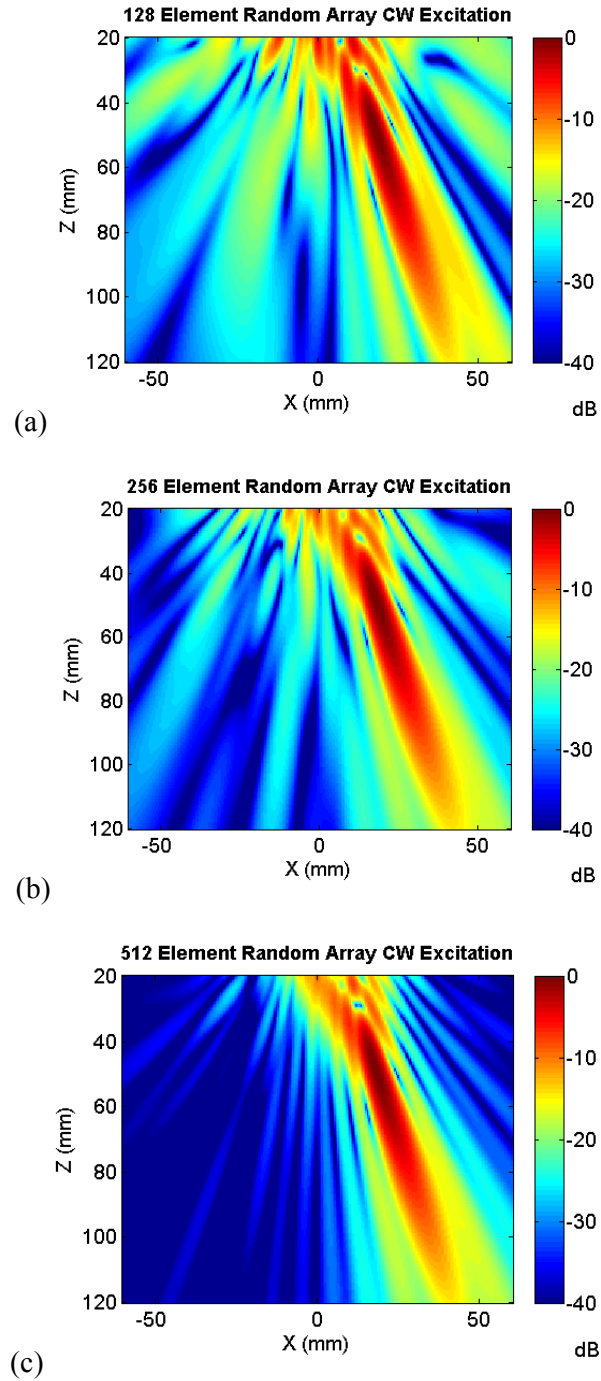 128 Element Random Array CW Excitation
20
40
60
80
100
120
Z (mm)
-50
0
50
X (mm)
0
-10
-20
-30
-40
dB
(a)
256 Element Random Array CW Excitation
20
40
60
80
100
120
Z (mm)
-50
0
50
X (mm)
0
-10
-20
-30
-40
dB
(b)
512 Element Random Array CW Excitation
20
40
60
80
100
120
Z (mm)
-50
0
50
X (mm)
0
-10
-20
-30
-40
dB
(c)